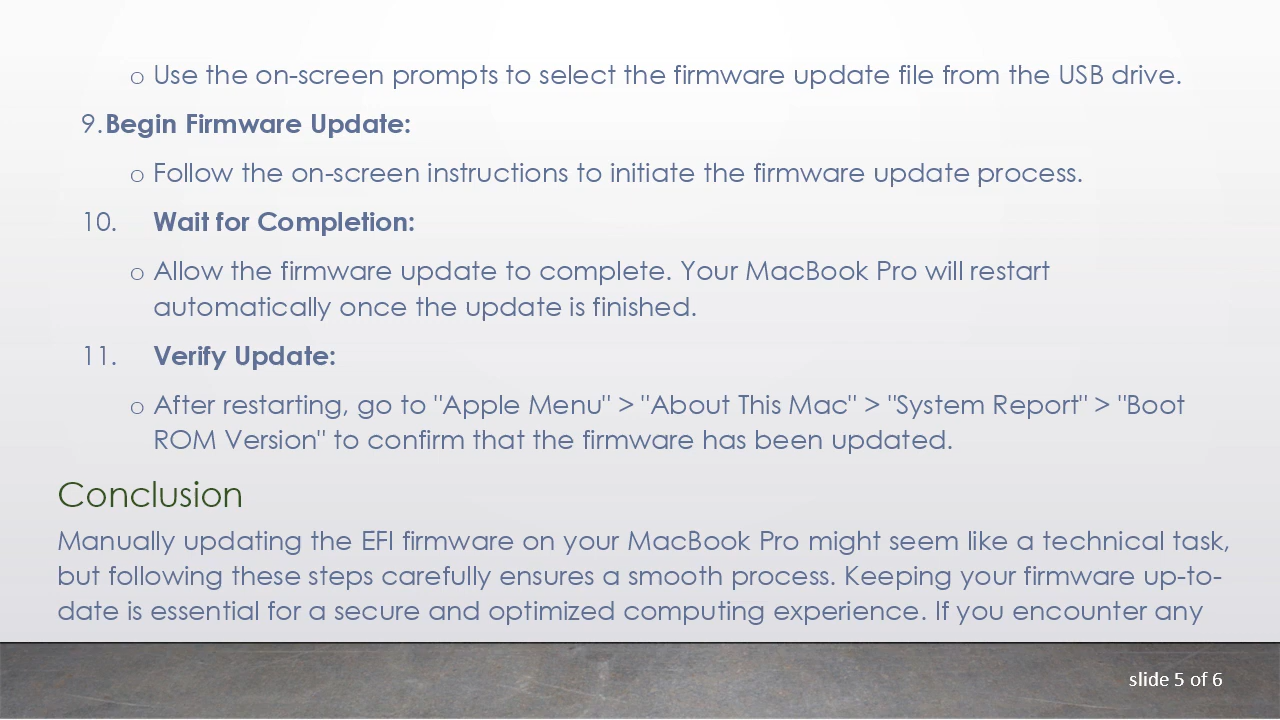 o Use the on-screen prompts to select the firmware update file from the USB drive.
9. Begin Firmware Update:
o Follow the on-screen instructions to initiate the firmware update process.
10. Wait for Completion:
o Allow the firmware update to complete. Your MacBook Pro will restart
automatically once the update is finished.
11. Verify Update:
o After restarting, go to "Apple Menu" > "About This Mac" > "System Report" > "Boot
ROM Version" to confirm that the firmware has been updated.
Conclusion
Manually updating the EFI firmware on your MacBook Pro might seem like a technical task,
but following these steps carefully ensures a smooth process. Keeping your firmware up-to-
date is essential for a secure and optimized computing experience. If you encounter any
slide 5 of 6